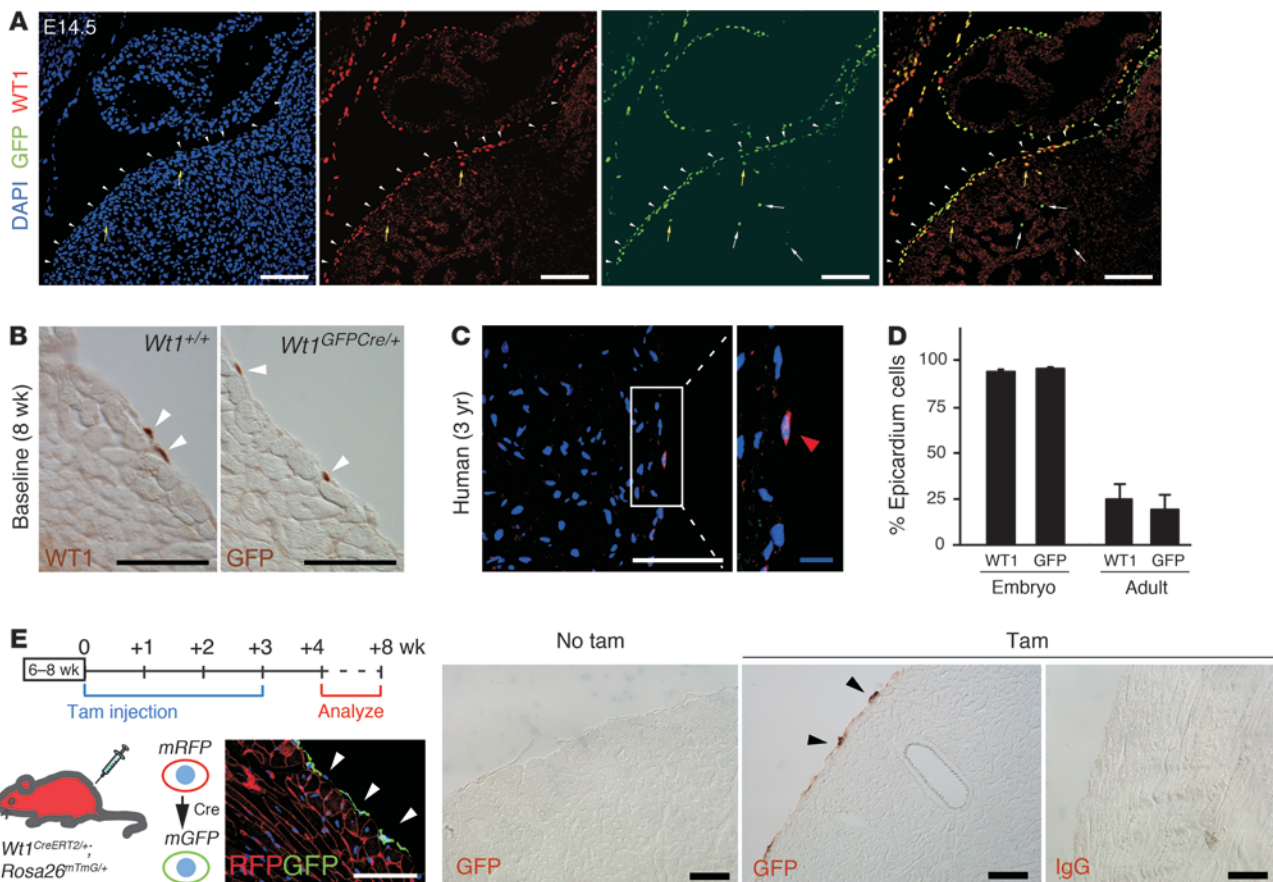 A
E14.5
DAPI GFP WT1
B
Baseline (8 wk)
Wt1+/+
WT1
Wt1GFPCre/+
GFP
C
Human (3 yr)
D
% Epicardium cells
100
75
50
25
0
WT1 GFP WT1 GFP
Embryo Adult
E
0 +1 +2 +3 +4 +8 wk
6–8 wk
Tam injection Analyze
mRFP
Cre
mGFP
Wt1CreERT2/+;
Rosa26mTmG/+
RFPGFP
No tam
GFP
Tam
GFP
IgG